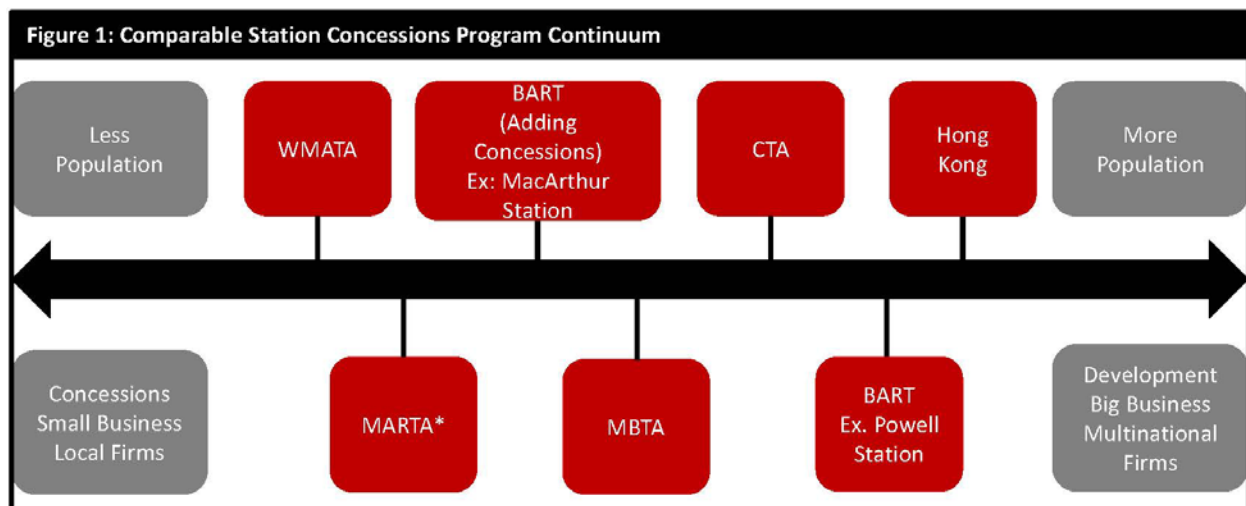 Figure 1: Comparable Station Concessions Program Continuum
Less
Population
WMATA
BART
(Adding
Concessions)
Ex: MacArthur
Station
CTA
Hong
Kong
More
Population
Concessions
Small Business
Local Firms
MARTA*
MBTA
BART
Ex. Powell
Station
Development
Big Business
Multinational
Firms